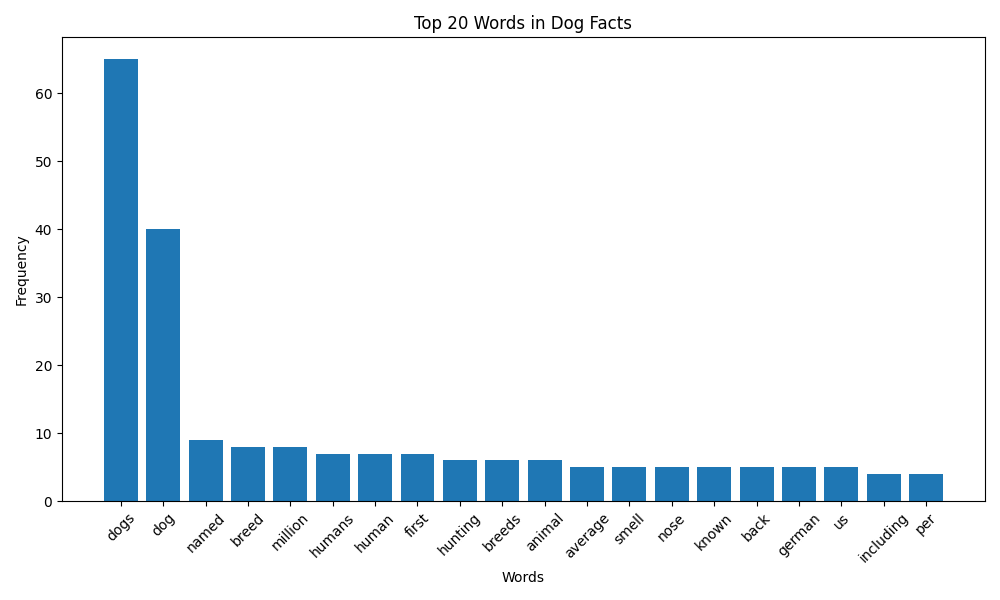 Top 20 Words in Dog Facts
Frequency
60
50
40
30
20
10
0
dogs
dog
named
breed
million
humans
human
first
hunting
breeds
animal
average
smell
nose
known
back
german
us
including
per
Words